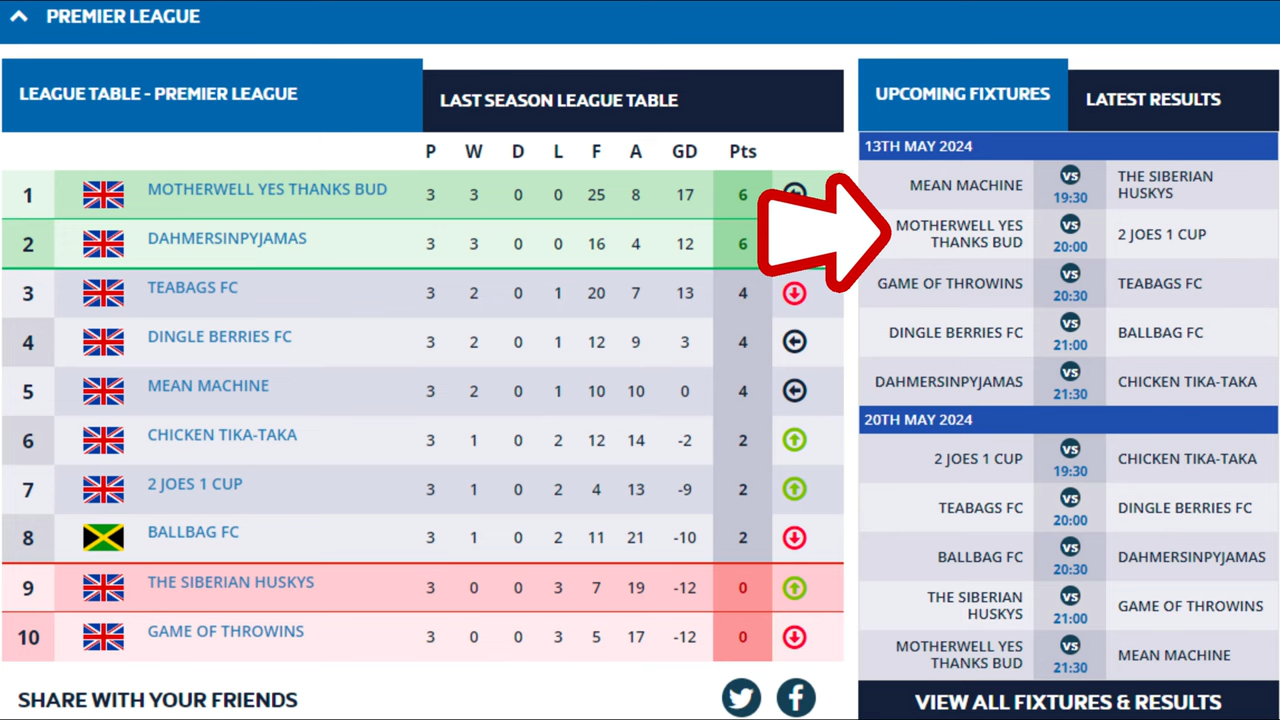 PREMIER LEAGUE
LEAGUE TABLE - PREMIER LEAGUE
LAST SEASON LEAGUE TABLE
P W D L F A GD Pts
1 MOTHERWELL YES THANKS BUD 3 3 0 0 25 8 17 6
2 DAHMERSINPYJAMAS 3 3 0 0 16 4 12 6
3 TEABAGS FC 3 2 0 1 20 7 13 4
4 DINGLE BERRIES FC 3 2 0 1 12 9 3 4
5 MEAN MACHINE 3 2 0 1 10 10 0 4
6 CHICKEN TIKA-TAKA 3 1 0 2 12 14 -2 2
7 2 JOES 1 CUP 3 1 0 2 4 13 -9 2
8 BALLBAG FC 3 1 0 2 11 21 -10 2
9 THE SIBERIAN HUSKYS 3 0 0 3 7 19 -12 0
10 GAME OF THROWINS 3 0 0 3 5 17 -12 0
SHARE WITH YOUR FRIENDS
UPCOMING FIXTURES
LATEST RESULTS
13TH MAY 2024
MEAN MACHINE vs 19:30 THE SIBERIAN
HUSKYS
MOTHERWELL YES
THANKS BUD vs 20:00 2 JOES 1 CUP
GAME OF THROWINS vs 20:30 TEABAGS FC
DINGLE BERRIES FC vs 21:00 BALLBAG FC
DAHMERSINPYJAMAS vs 21:30 CHICKEN TIKA-TAKA
20TH MAY 2024
2 JOES 1 CUP vs 19:30 CHICKEN TIKA-TAKA
TEABAGS FC vs 20:00 DINGLE BERRIES FC
BALLBAG FC vs 20:30 DAHMERSINPYJAMAS
THE SIBERIAN
HUSKYS vs 21:00 GAME OF THROWINS
MOTHERWELL YES
THANKS BUD vs 21:30 MEAN MACHINE
VIEW ALL FIXTURES & RESULTS